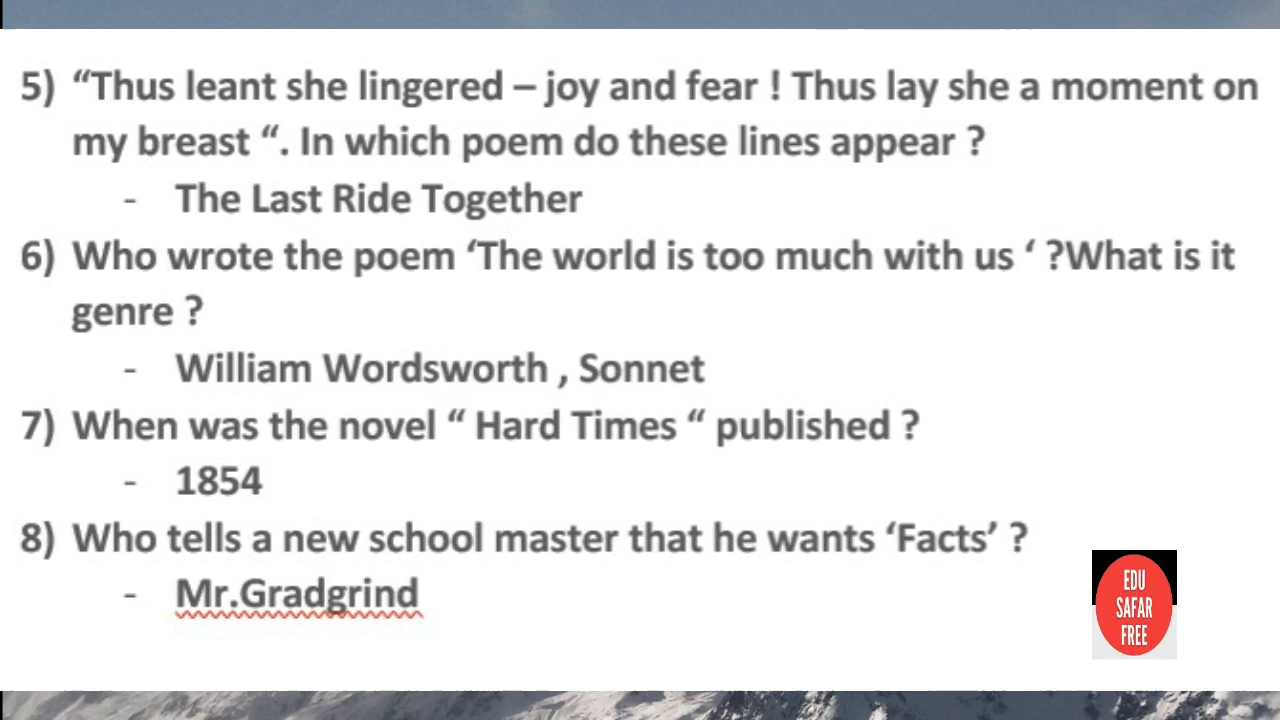 5) “Thus leant she lingered – joy and fear ! Thus lay she a moment on
my breast “. In which poem do these lines appear ?
- The Last Ride Together
6) Who wrote the poem ‘The world is too much with us ‘ ?What is it
genre ?
- William Wordsworth , Sonnet
7) When was the novel “ Hard Times “ published ?
- 1854
8) Who tells a new school master that he wants ‘Facts’ ?
- Mr.Gradgrind
EDU
SAFAR
FREE